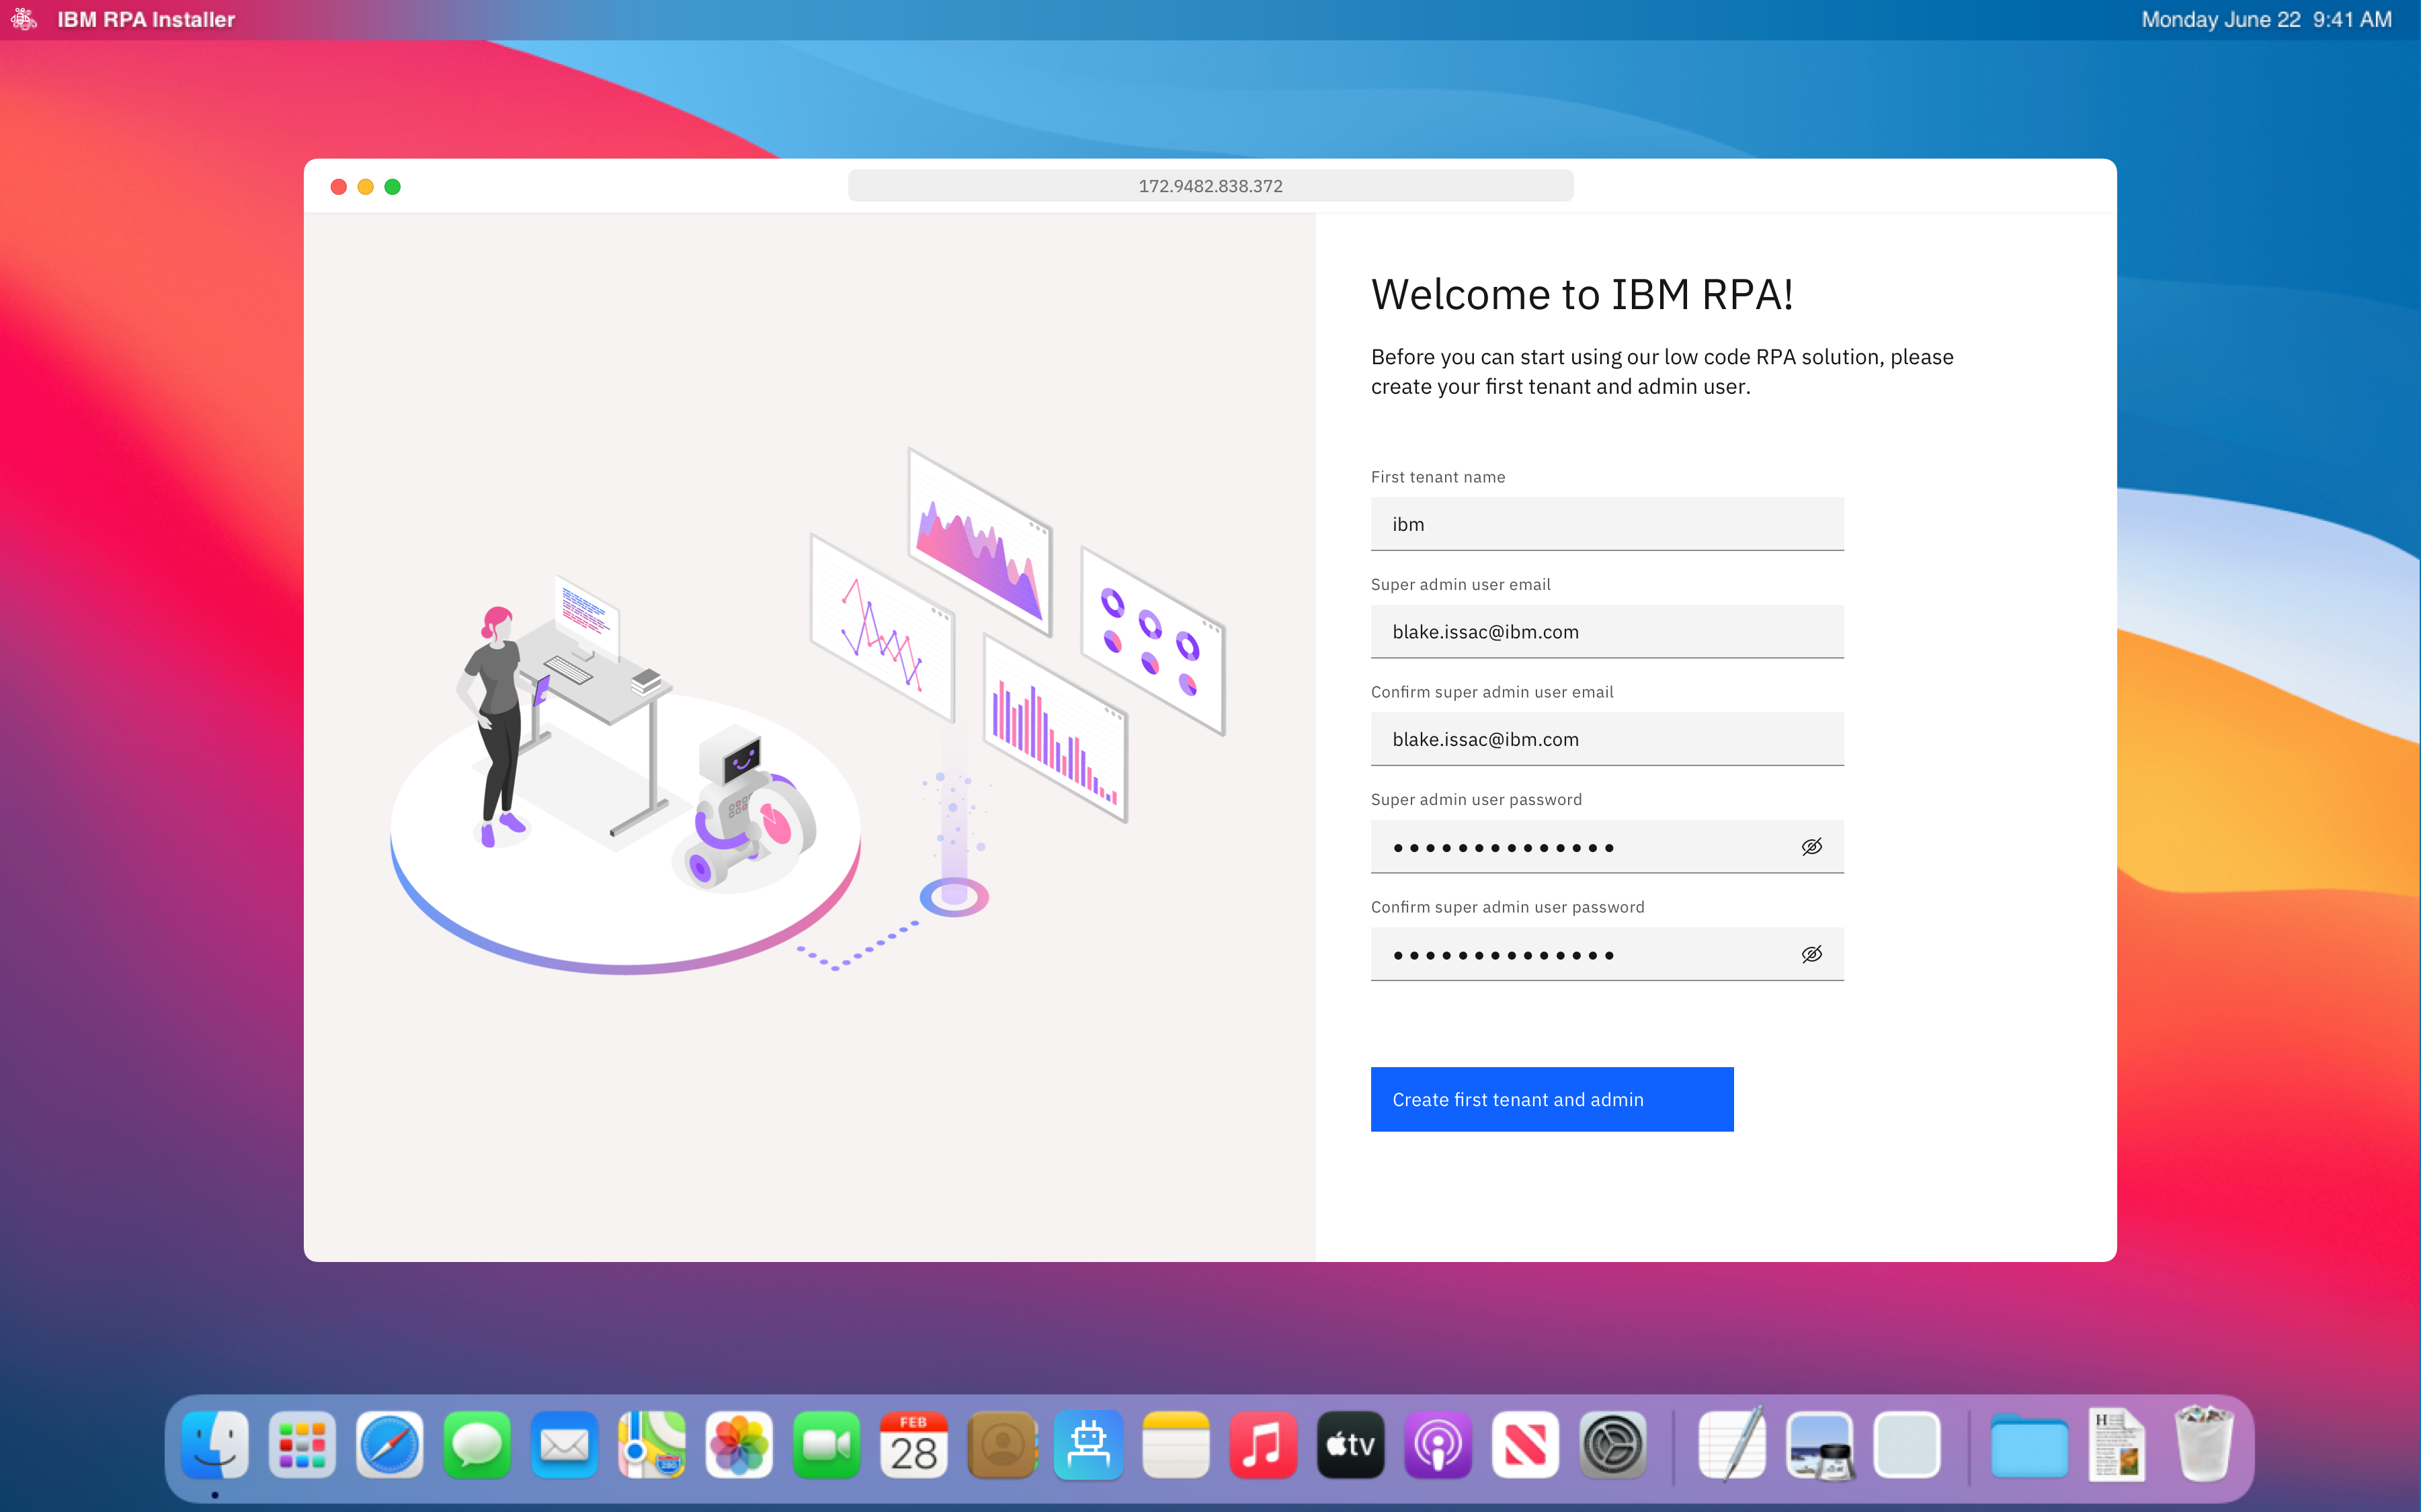 IBM RPA Installer
Monday June 22 9:41 AM
172.9482.838.372
Welcome to IBM RPA!
Before you can start using our low code RPA solution, please
create your first tenant and admin user.
First tenant name
ibm
Super admin user email
blake.issac@ibm.com
Confirm super admin user email
blake.issac@ibm.com
Super admin user password
Confirm super admin user password
Create first tenant and admin
FEB
28
tv
280